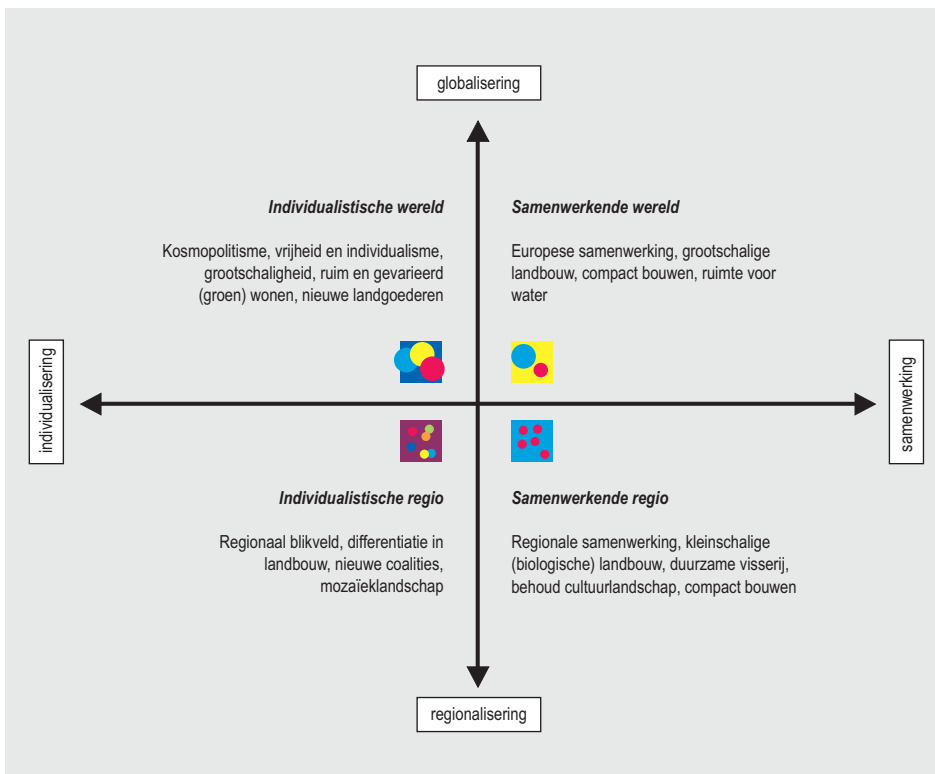 globalisering
Individualistische wereld
Kosmopolitisme, vrijheid en individualisme,
grootschaligheid, ruim en gevarieerd
(groen) wonen, nieuwe landgoederen
Samenwerkende wereld
Europese samenwerking, grootschalige
landbouw, compact bouwen, ruimte voor
water
individualisering
samenwerking
Individualistische regio
Regionaal blikveld, differentiatie in
landbouw, nieuwe coalities,
mozaïeklandschap
Samenwerkende regio
Regionale samenwerking, kleinschalige
(biologische) landbouw, duurzame visserij,
behoud cultuurlandschap, compact bouwen
regionalisering